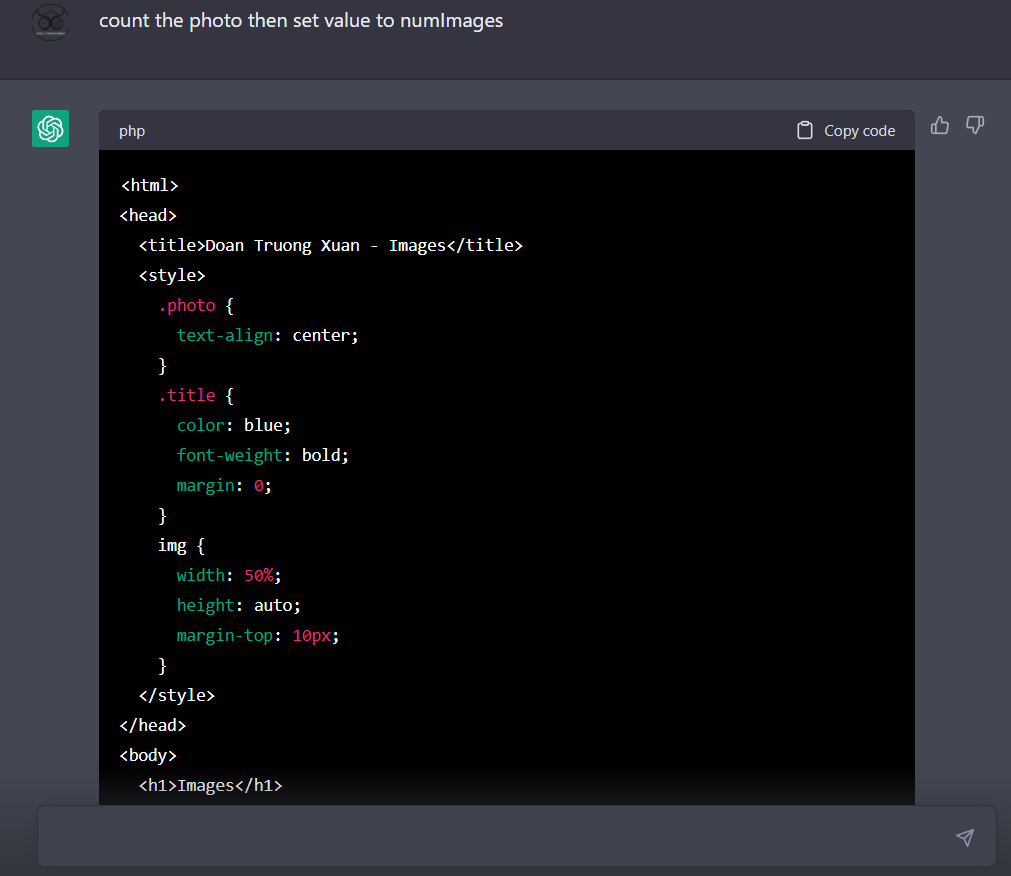 count the photo then set value to numImages
php
Copy code
<html>
<head>
<title>Doan Truong Xuan - Images</title>
<style>
.photo {
text-align: center;
}
.title {
color: blue;
font-weight: bold;
margin: 0;
}
img {
width: 50%;
height: auto;
margin-top: 10px;
}
</style>
</head>
<body>
<h1>Images</h1>